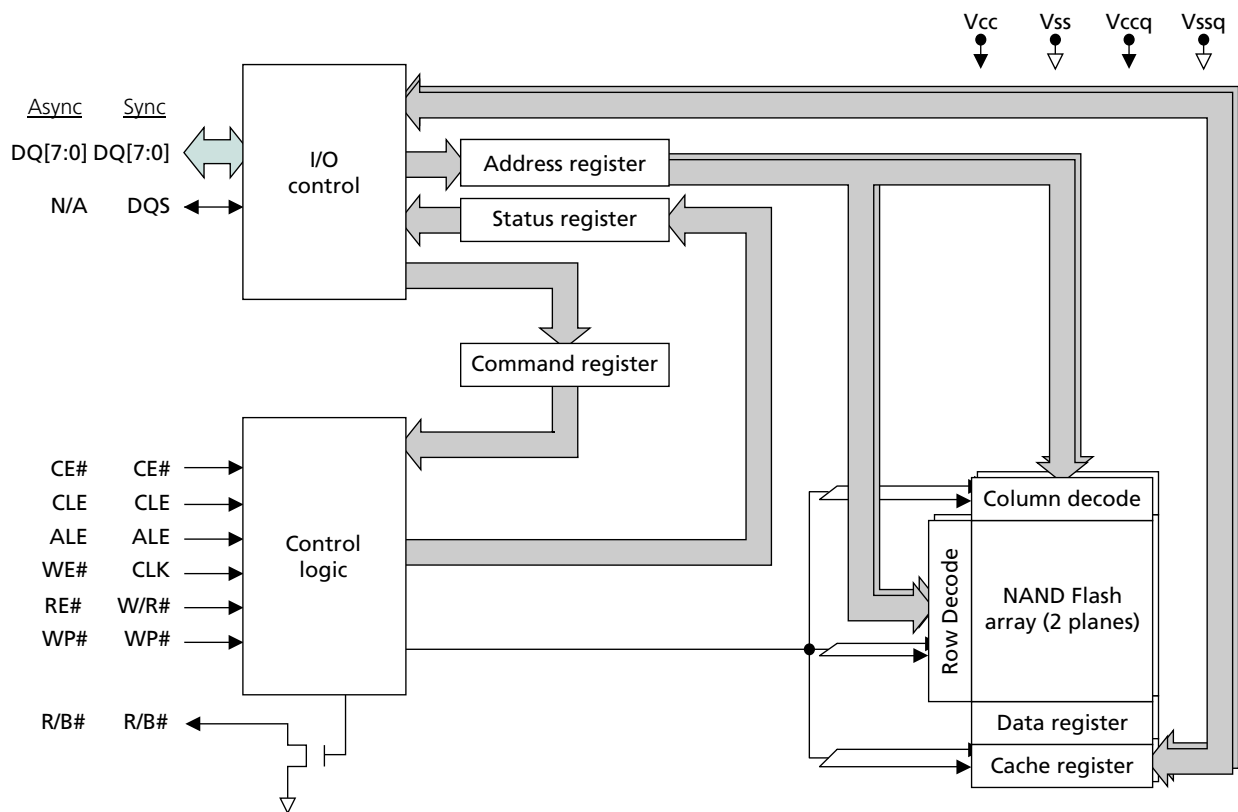 Vcc Vss Vccq Vssq
Async Sync
DQ[7:0] DQ[7:0]
N/A DQS
I/O
control
Address register
Status register
Command register
CE# CE#
CLE CLE
ALE ALE
WE# CLK
RE# W/R#
WP# WP#
R/B# R/B#
Control
logic
Column decode
Row Decode
NAND Flash
array (2 planes)
Data register
Cache register